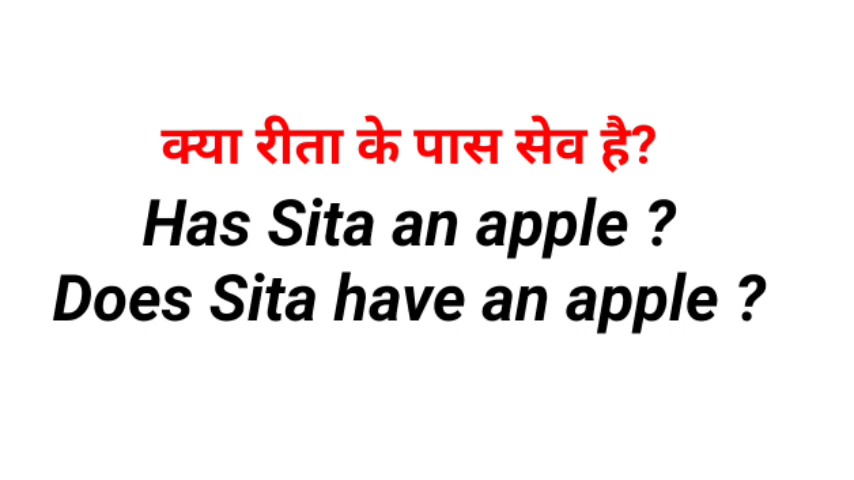 क्या रीता के पास सेव है?
Has Sita an apple ?
Does Sita have an apple ?